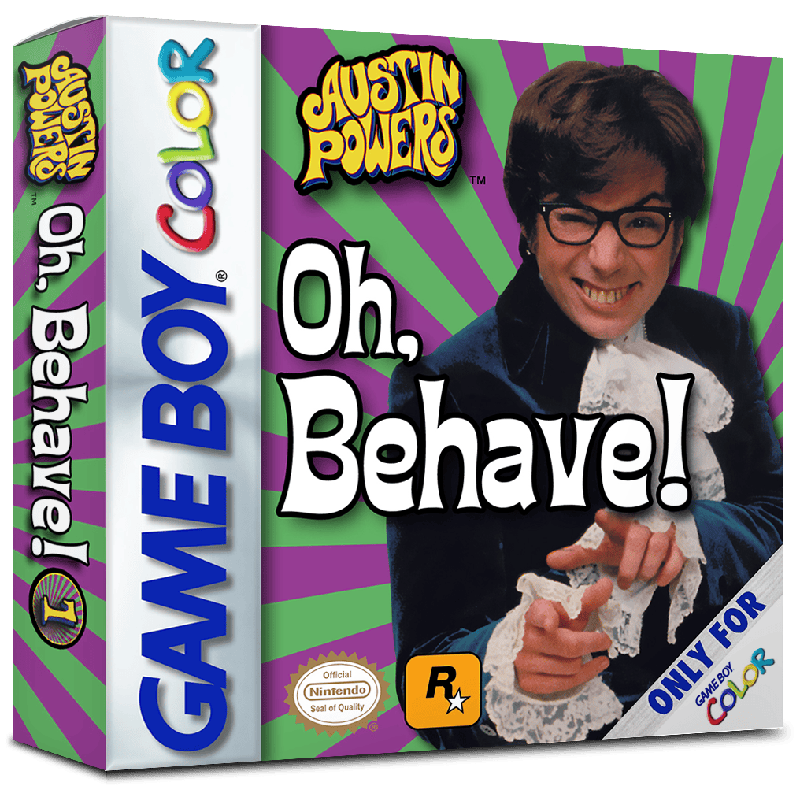 AUSTIN
POWERS
™
Oh, Behave!
1
GAME BOY COLOR
®
AUSTIN
POWERS
TM
Oh,
Behave!
Official
Nintendo
Seal of Quality
®
R
ONLY FOR
GAME BOY
COLOR